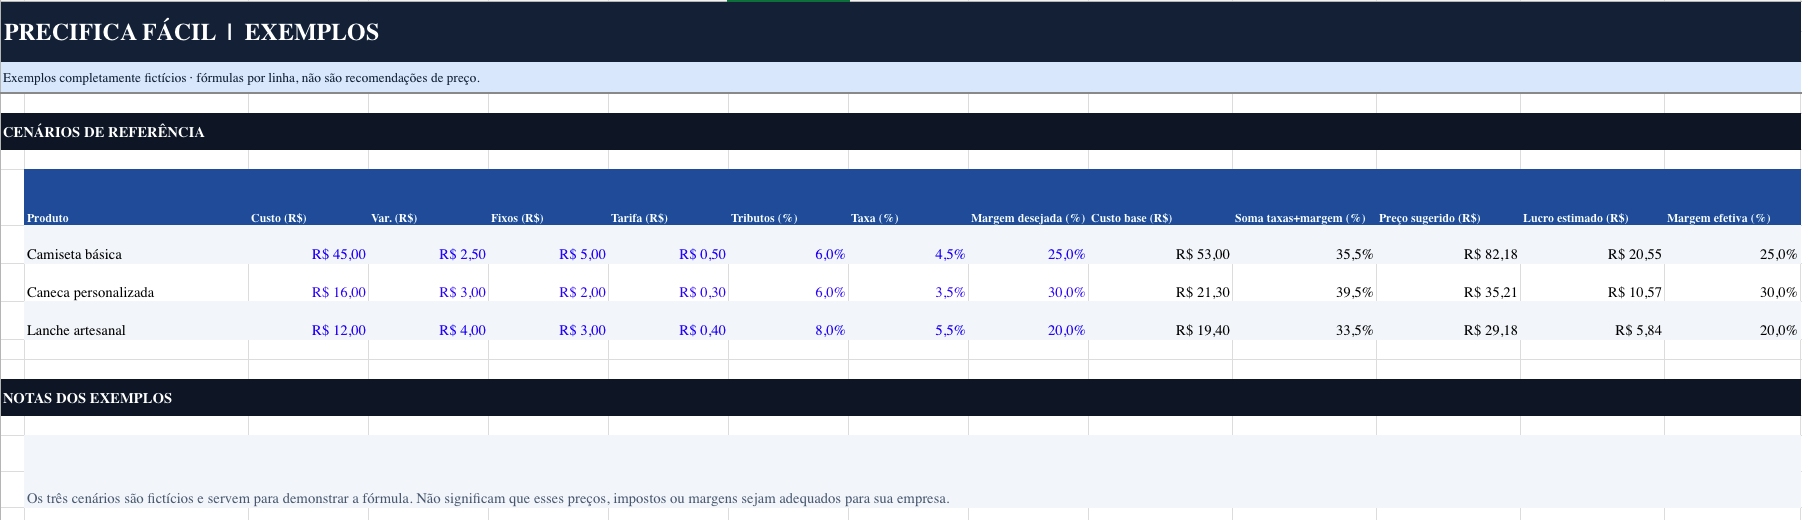 PRECIFICA FÁCIL | EXEMPLOS
Exemplos completamente fictícios · fórmulas por linha, não são recomendações de preço.
CENÁRIOS DE REFERÊNCIA
Produto Custo (R$) Var. (R$) Fixos (R$) Tarifa (R$) Tributos (%) Taxa (%) Margem desejada (%) Custo base (R$) Soma taxas+margem (%) Preço sugerido (R$) Lucro estimado (R$) Margem efetiva (%)
Camiseta básica R$ 45,00 R$ 2,50 R$ 5,00 R$ 0,50 6,0% 4,5% 25,0% R$ 53,00 35,5% R$ 82,18 R$ 20,55 25,0%
Caneca personalizada R$ 16,00 R$ 3,00 R$ 2,00 R$ 0,30 6,0% 3,5% 30,0% R$ 21,30 39,5% R$ 35,21 R$ 10,57 30,0%
Lanche artesanal R$ 12,00 R$ 4,00 R$ 3,00 R$ 0,40 8,0% 5,5% 20,0% R$ 19,40 33,5% R$ 29,18 R$ 5,84 20,0%
NOTAS DOS EXEMPLOS
Os três cenários são fictícios e servem para demonstrar a fórmula. Não significam que esses preços, impostos ou margens sejam adequados para sua empresa.